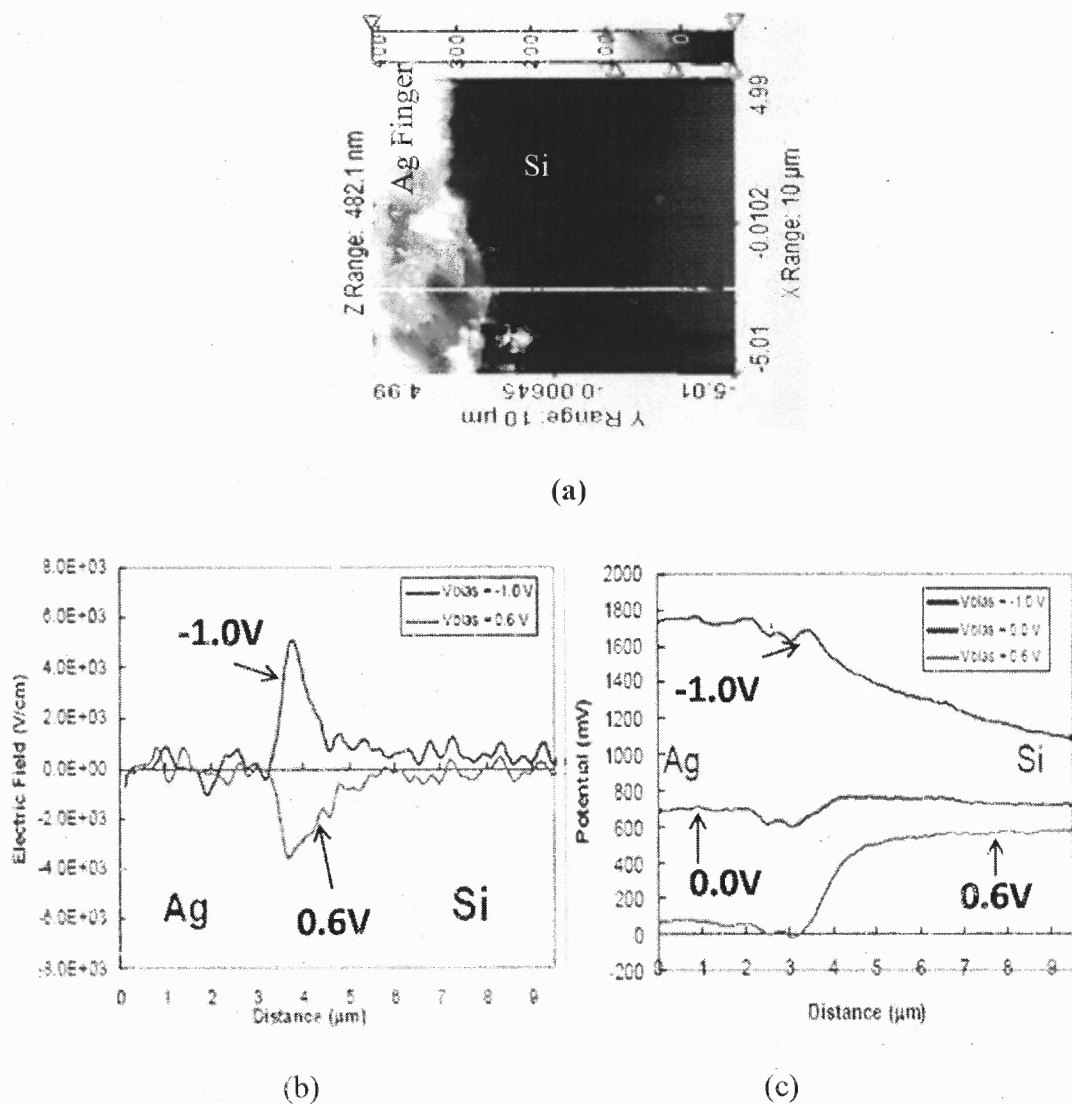 400
300
200
100
0
Ag Finger
Si
Z Range: 482.1 nm
4.99
-0.0102
-5.01
X Range: 10 µm
4.99
-0.00645
-5.01
Y Range: 10 µm
(a)
8.0E+03
6.0E+03
4.0E+03
2.0E+03
0.0E+00
-2.0E+03
-4.0E+03
-6.0E+03
-8.0E+03
Electric Field (V/cm)
Vbias = -1.0 V
Vbias = 0.6 V
-1.0V
0.6V
Ag
Si
0 1 2 3 4 5 6 7 8 9
Distance (µm)
(b)
2000
1800
1600
1400
1200
1000
800
600
400
200
0
-200
Potential (mV)
Vbias = -1.0 V
Vbias = 0.0 V
Vbias = 0.6 V
-1.0V
Ag
Si
0.0V
0.6V
0 1 2 3 4 5 6 7 8 9
Distance (µm)
(c)